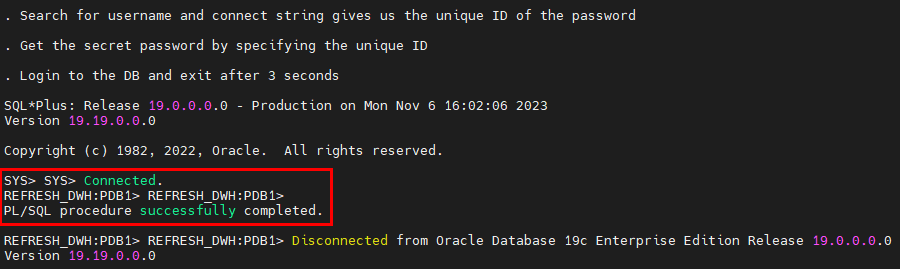 . Search for username and connect string gives us the unique ID of the password
. Get the secret password by specifying the unique ID
. Login to the DB and exit after 3 seconds
SQL*Plus: Release 19.0.0.0.0 - Production on Mon Nov 6 16:02:06 2023
Version 19.19.0.0.0
Copyright (c) 1982, 2022, Oracle.  All rights reserved.
SYS> SYS> Connected.
REFRESH_DWH:PDB1> REFRESH_DWH:PDB1>
PL/SQL procedure successfully completed.
REFRESH_DWH:PDB1> REFRESH_DWH:PDB1> Disconnected from Oracle Database 19c Enterprise Edition Release 19.0.0.0.0
Version 19.19.0.0.0